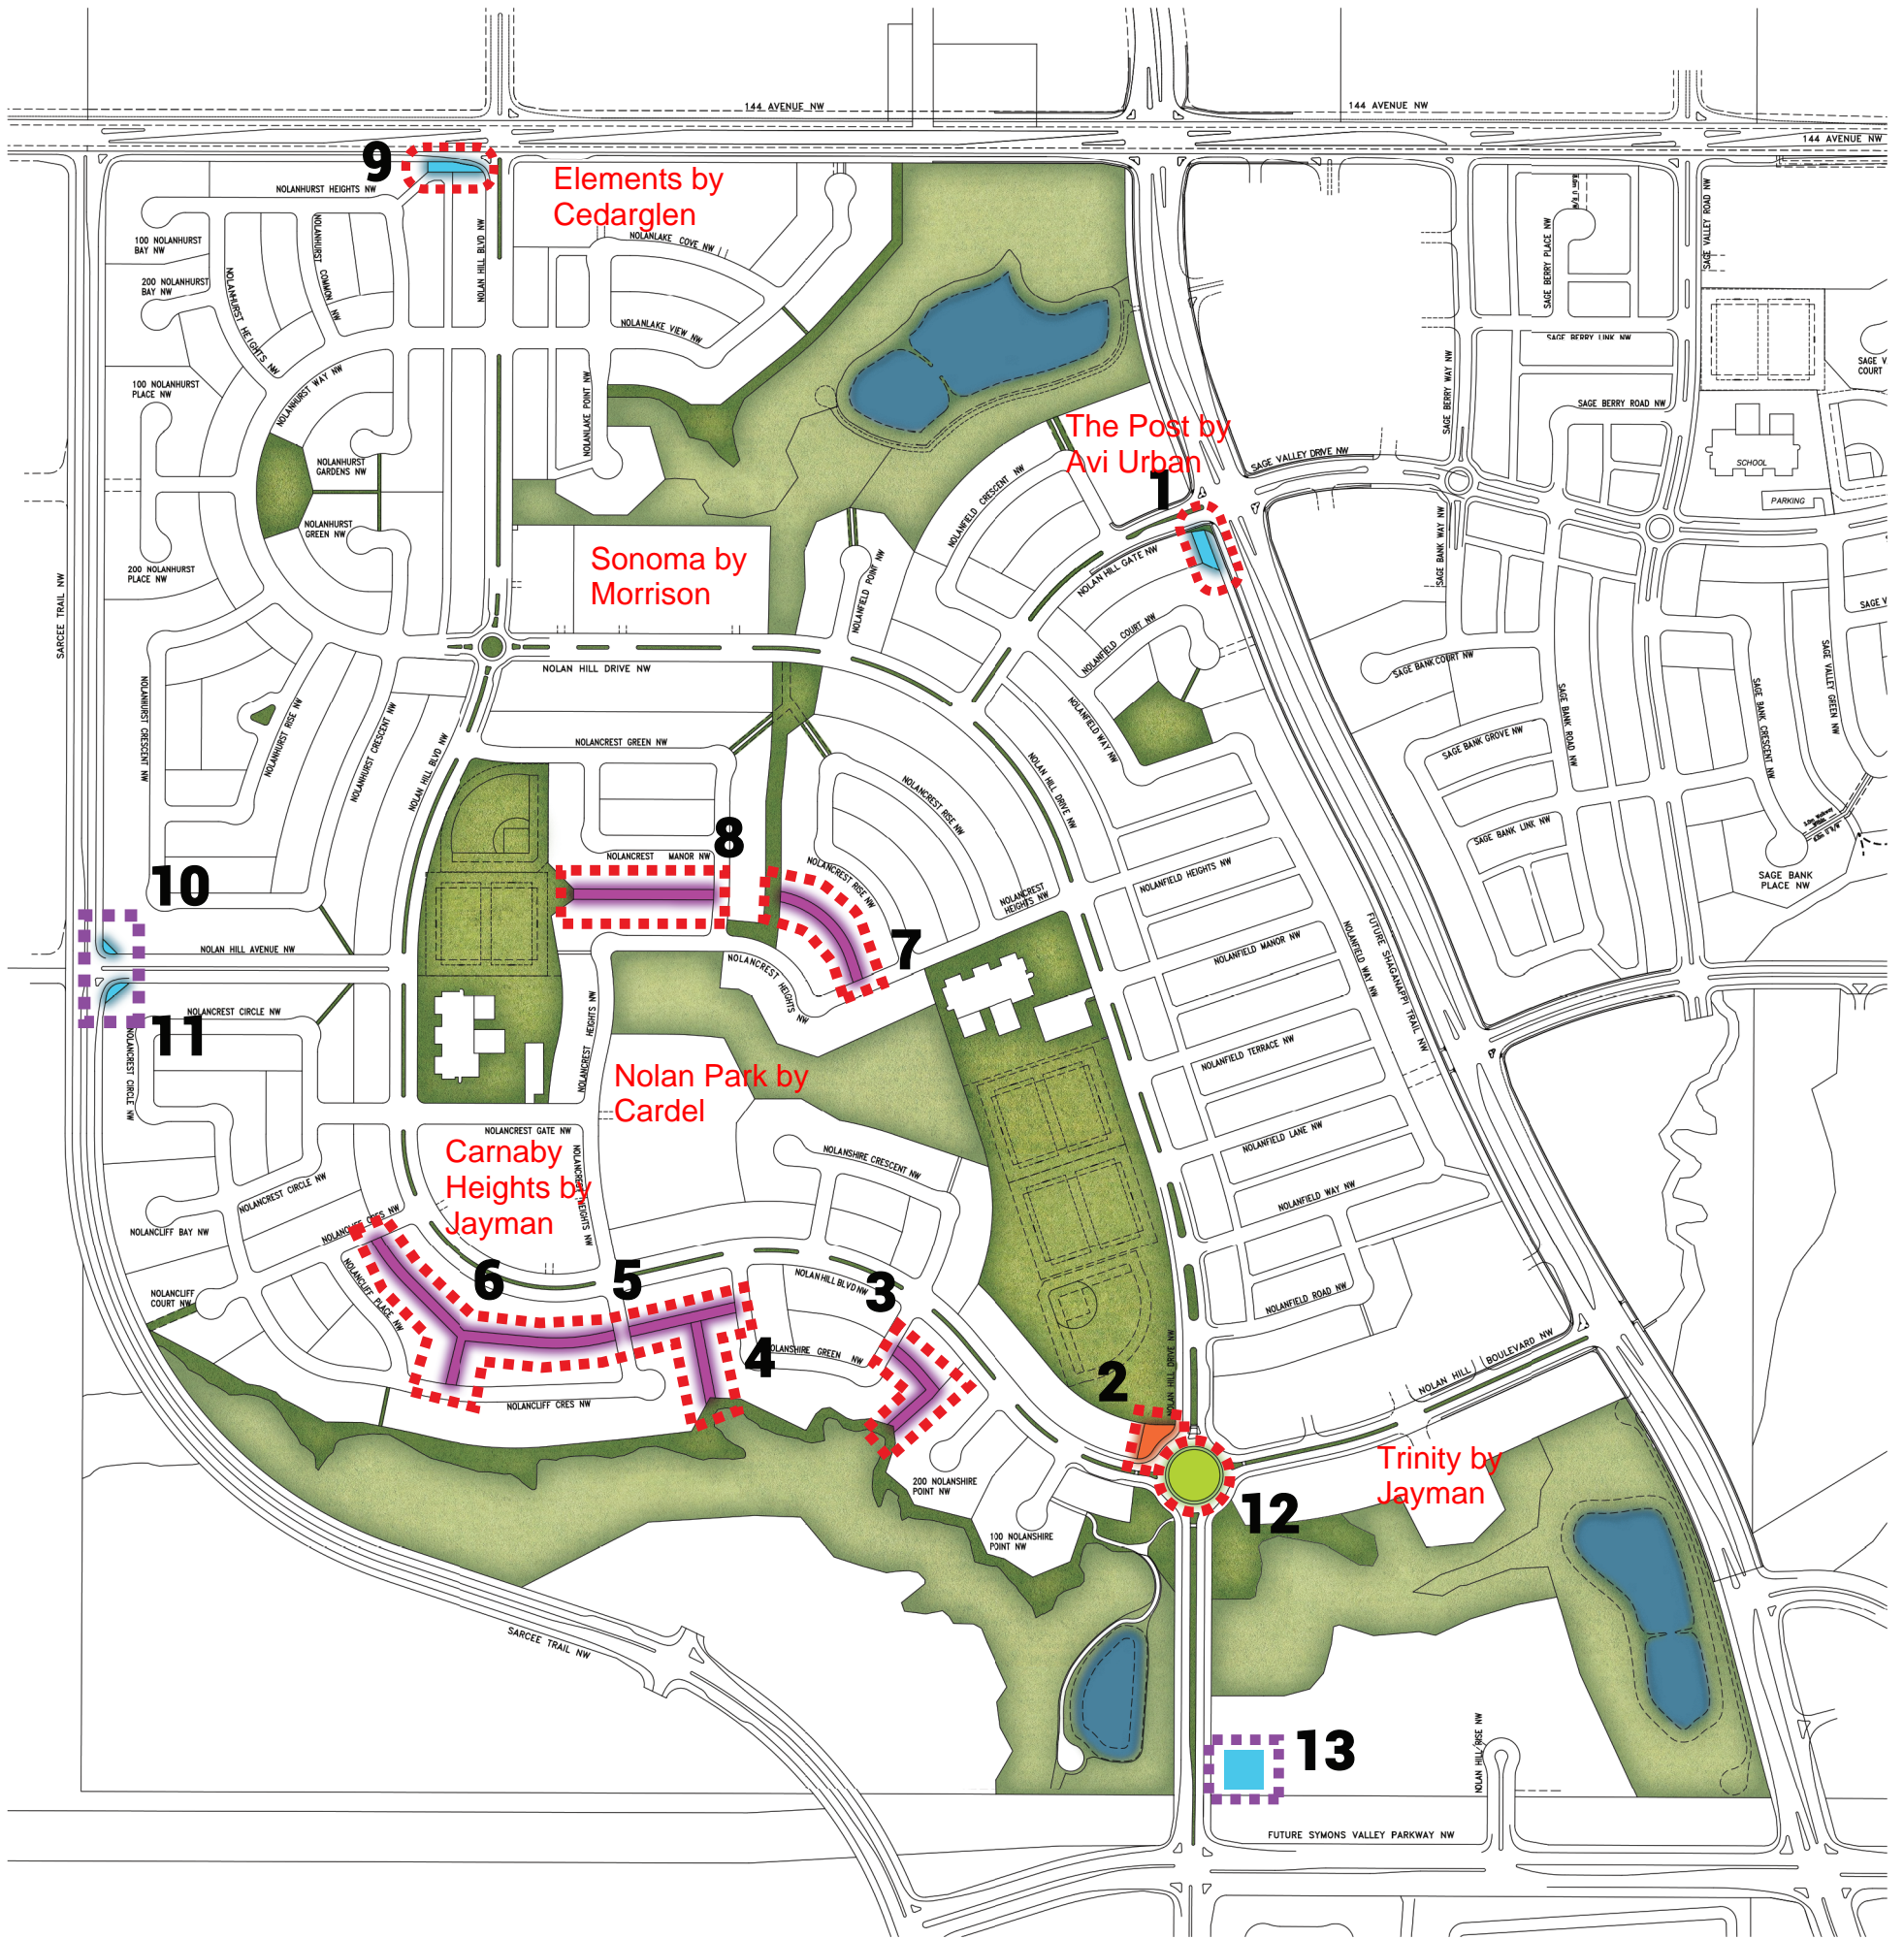 144 AVENUE NW
144 AVENUE NW
144 AVENUE NW
9
NOLANHURST HEIGHTS NW
Elements by
Cedarglen
NOLANLAKE COVE NW
100 NOLANHURST
BAY NW
200 NOLANHURST
BAY NW
NOLANHURST COMMON NW
NOLAN HILL BLVD NW
NOLANHURST HEIGHTS NW
NOLANLAKE VIEW NW
SAGE BERRY PLACE NW
SAGE VALLEY ROAD NW
SAGE BERRY LINK NW
SAGE V
COURT
100 NOLANHURST
PLACE NW
NOLANHURST WAY NW
NOLANLAKE POINT NW
SAGE BERRY WAY NW
SAGE BERRY ROAD NW
The Post by
Avi Urban
1
SAGE VALLEY DRIVE NW
SCHOOL
PARKING
NOLANHURST
GARDENS NW
NOLANFIELD CRESCENT NW
NOLANHURST
GREEN NW
200 NOLANHURST
PLACE NW
Sonoma by
Morrison
NOLANFIELD POINT NW
NOLAN HILL GATE NW
SAGE BANK WAY NW
SARCEE TRAIL NW
SAGE V
NOLANFIELD COURT NW
NOLAN HILL DRIVE NW
SAGE BANK COURT NW
SAGE VALLEY GREEN NW
NOLANHURST CRESCENT NW
NOLANHURST RISE NW
NOLANHURST CRESCENT NW
NOLAN HILL BLVD NW
NOLANCREST GREEN NW
NOLANFIELD WAY NW
SAGE BANK GROVE NW
SAGE BANK ROAD NW
SAGE BANK CRESCENT NW
NOLANCREST RISE NW
NOLAN HILL DRIVE NW
SAGE BANK LINK NW
8
NOLANCREST MANOR NW
NOLANCREST RISE NW
NOLANFIELD HEIGHTS NW
SAGE BANK
PLACE NW
10
NOLANCREST
HEIGHTS NW
NOLAN HILL AVENUE NW
7
NOLANCREST
HEIGHTS NW
NOLANFIELD MANOR NW
NOLANFIELD WAY NW
FUTURE SHAGANAPPI TRAIL NW
NOLANCREST CIRCLE NW
11
NOLANCREST CIRCLE NW
NOLANCREST HEIGHTS NW
NOLANFIELD TERRACE NW
Nolan Park by
Cardel
NOLANCREST GATE NW
Carnaby
Heights by
Jayman
NOLANCREST HEIGHTS NW
NOLANSHIRE CRESCENT NW
NOLANFIELD LANE NW
NOLANCREST CIRCLE NW
NOLANFIELD WAY NW
NOLANCLIFF BAY NW
NOLANCLIFF CRES NW
NOLANCLIFF PLACE NW
6
5
3
NOLAN HILL BLVD NW
NOLANCLIFF
COURT NW
NOLANFIELD ROAD NW
4
NOLANSHIRE GREEN NW
2
NOLAN HILL DRIVE NW
NOLAN HILL BOULEVARD NW
NOLANCLIFF CRES NW
Trinity by
Jayman
200 NOLANSHIRE
POINT NW
12
100 NOLANSHIRE
POINT NW
SARCEE TRAIL NW
13
NOLAN HILL RISE NW
FUTURE SYMONS VALLEY PARKWAY NW